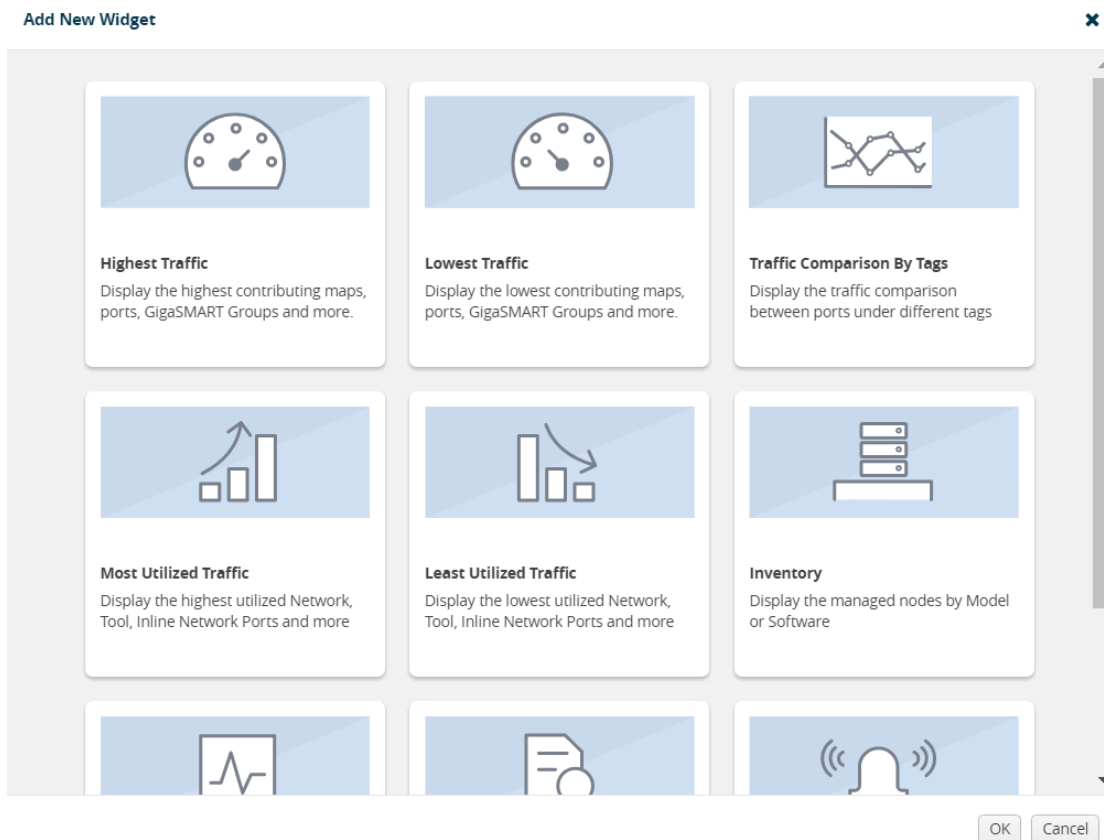 Add New Widget
Highest Traffic
Display the highest contributing maps,
ports, GigaSMART Groups and more.
Lowest Traffic
Display the lowest contributing maps,
ports, GigaSMART Groups and more.
Traffic Comparison By Tags
Display the traffic comparison
between ports under different tags
Most Utilized Traffic
Display the highest utilized Network,
Tool, Inline Network Ports and more
Least Utilized Traffic
Display the lowest utilized Network,
Tool, Inline Network Ports and more
Inventory
Display the managed nodes by Model
or Software
OK
Cancel